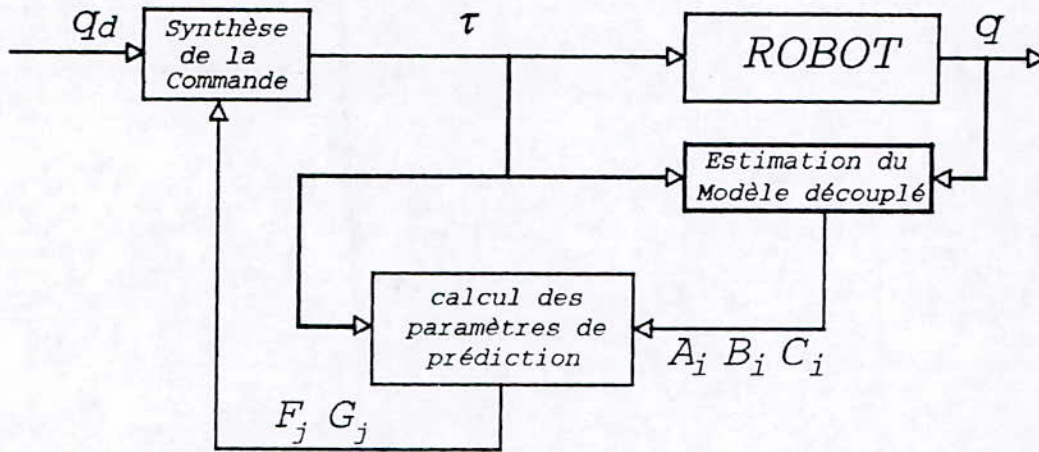 q_d
Synthèse
de la
Commande
τ
ROBOT
q
Estimation du
Modèle découplé
calcul des
paramètres de
prédiction
A_i B_i C_i
F_j G_j